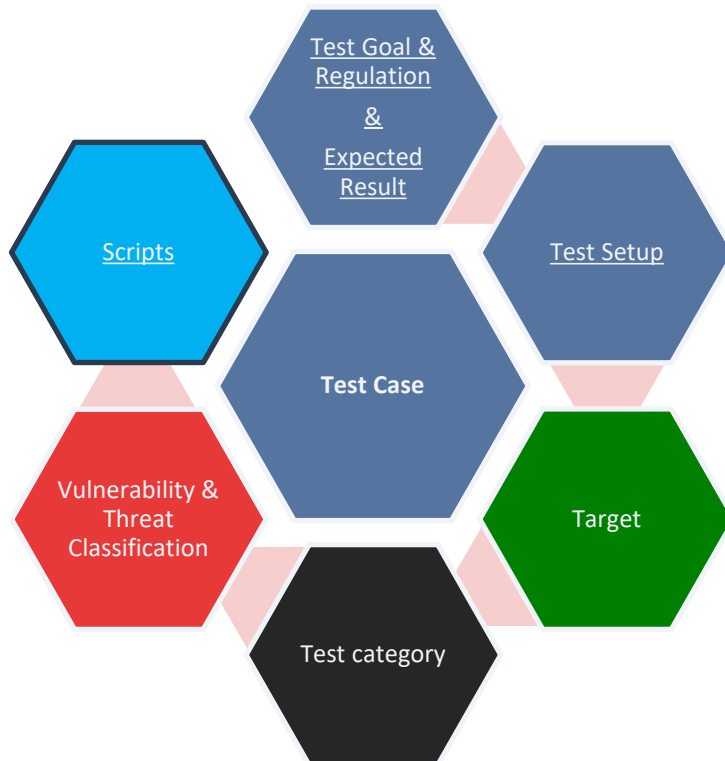 Test Goal &
Regulation
&
Expected
Result
Scripts
Test Setup
Test Case
Vulnerability &
Threat
Classification
Target
Test category